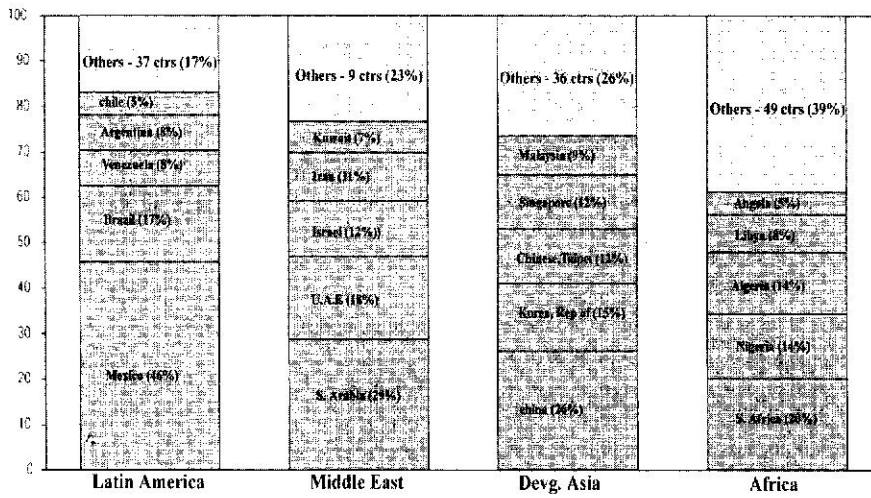 100
90
80
70
60
50
40
30
20
10
0
Others - 37 ctrs (17%)
chile (5%)
Argentina (8%)
Venezuela (8%)
Brasil (17%)
Mexico (46%)
Latin America
Others - 9 ctrs (23%)
Kuwait (7%)
Iran (11%)
Israel (12%)
U.A.E (18%)
S. Arabia (29%)
Middle East
Others - 36 ctrs (26%)
Malaysia (9%)
Singapore (12%)
Chinese,Taipei (12%)
Korea, Rep of (15%)
china (26%)
Devg. Asia
Others - 49 ctrs (39%)
Angola (5%)
Libya (8%)
Algeria (14%)
Nigeria (14%)
S. Africa (20%)
Africa